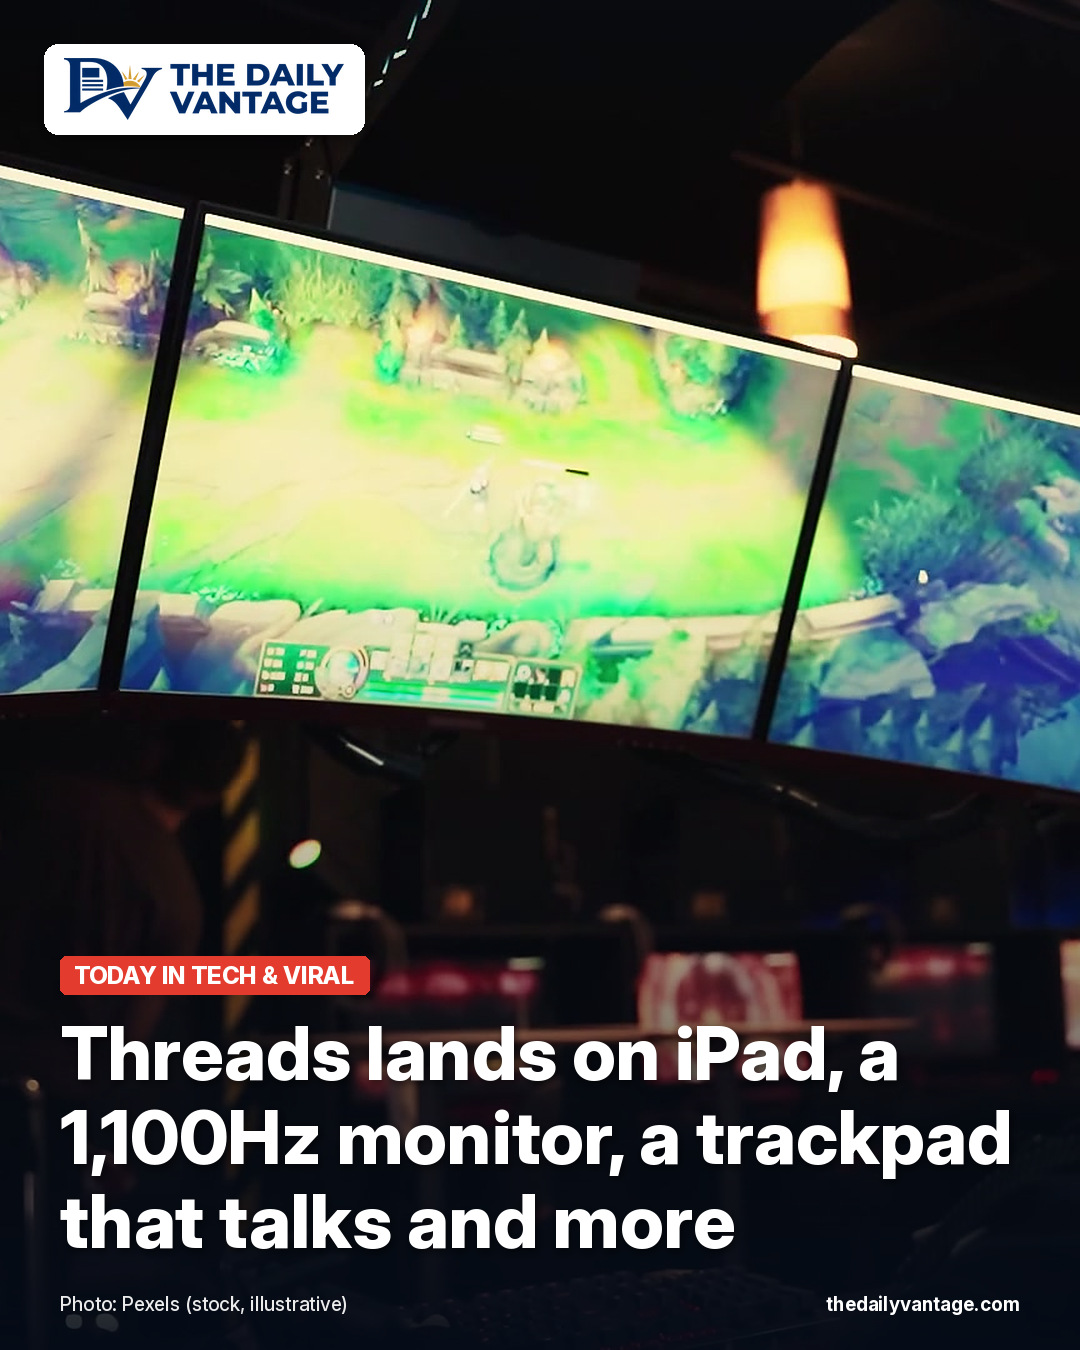 THE DAILY
VANTAGE
TODAY IN TECH & VIRAL
Threads lands on iPad, a
1,100Hz monitor, a trackpad
that talks and more
Photo: Pexels (stock, illustrative)
thedailyvantage.com